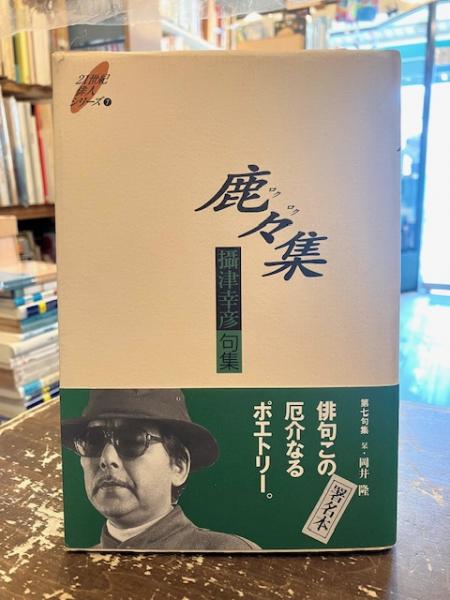 21世紀
俳人
シリーズ❼
鹿々集
ロク
ロク
攝津幸彦句集
第七句集 栞・岡井隆
俳句この
厄介なる
ポエトリー。
署名本